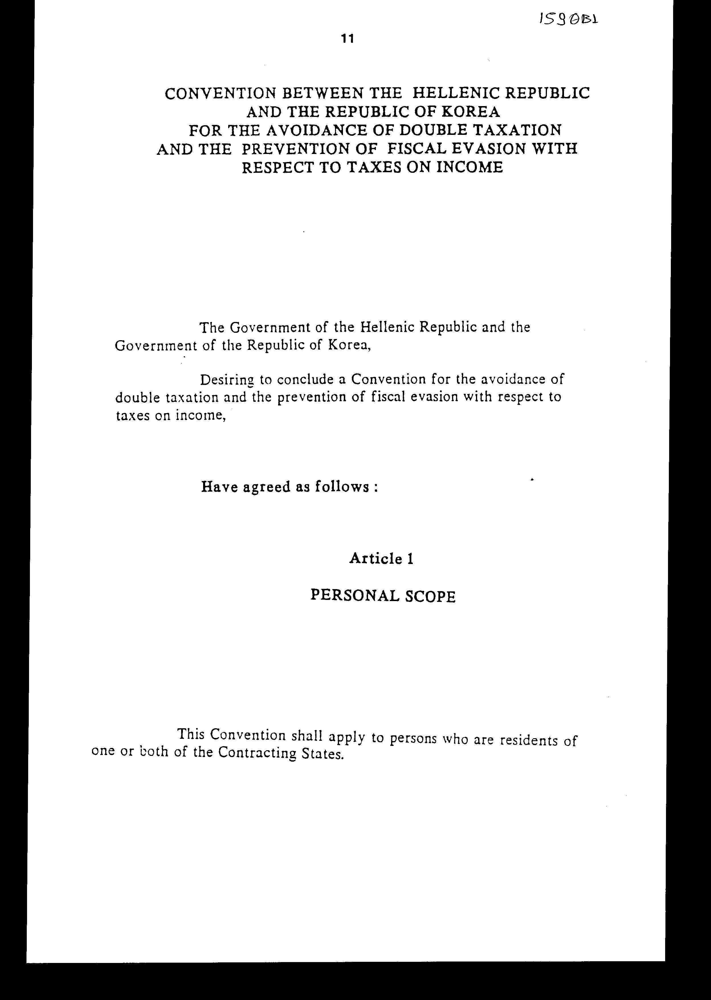 1590B1
11
CONVENTION BETWEEN THE HELLENIC REPUBLIC
AND THE REPUBLIC OF KOREA
FOR THE AVOIDANCE OF DOUBLE TAXATION
AND THE PREVENTION OF FISCAL EVASION WITH
RESPECT TO TAXES ON INCOME
The Government of the Hellenic Republic and the
Government of the Republic of Korea,
Desiring to conclude a Convention for the avoidance of
double taxation and the prevention of fiscal evasion with respect to
taxes on income,
Have agreed as follows :
Article 1
PERSONAL SCOPE
This Convention shall apply to persons who are residents of
one or both of the Contracting States.